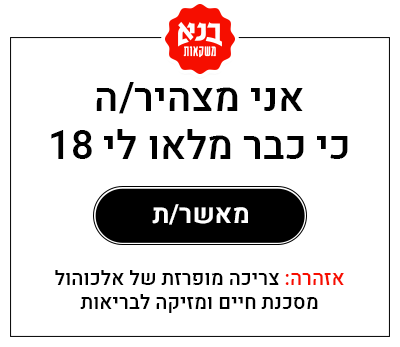 בנא
משקאות
אני מצהיר/ה
כי כבר מלאו לי 18
מאשר/ת
אזהרה: צריכה מופרזת של אלכוהול
מסכנת חיים ומזיקה לבריאות